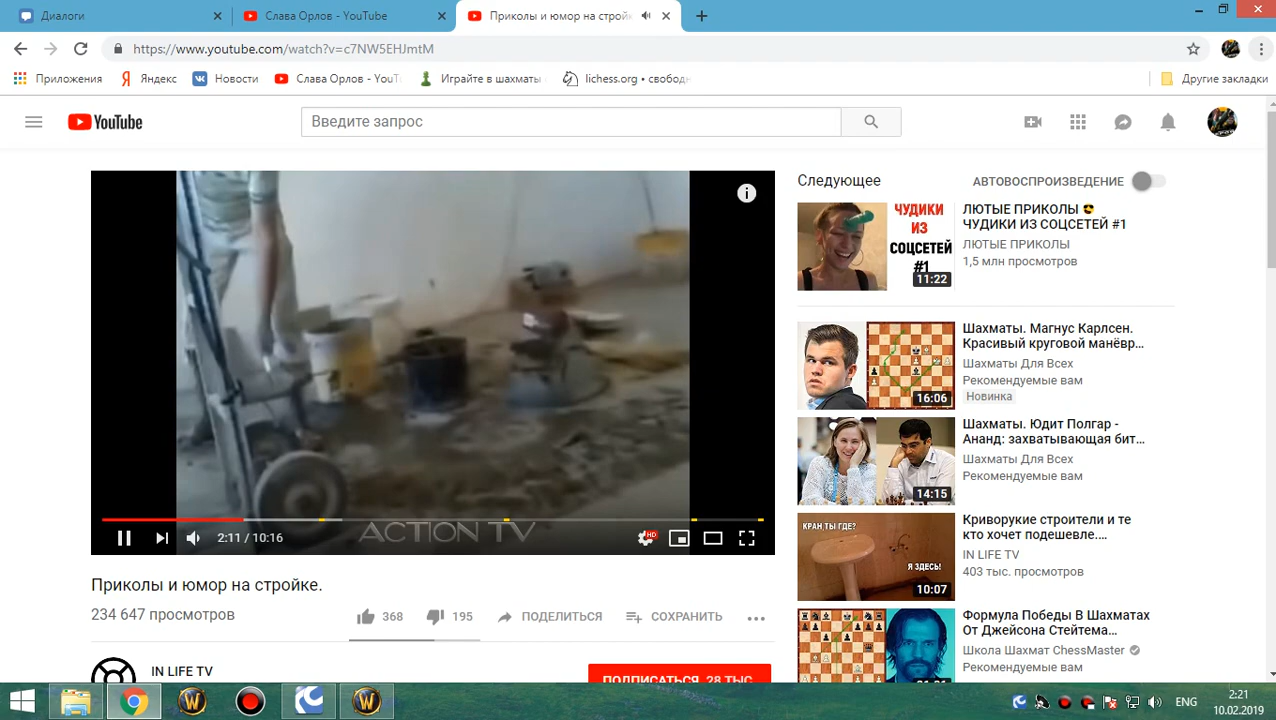 Диалоги
Слава Орлов - YouTube
Приколы и юмор на стройк
https://www.youtube.com/watch?v=c7NW5EHJmtM
Приложения
Яндекс
Новости
Слава Орлов - YouT
Играйте в шахматы
lichess.org • свобод
Другие закладки
YouTube
Введите запрос
Следующее
АВТОВОСПРОИЗВЕДЕНИЕ
ЧУДИКИ
ИЗ
СОЦСЕТЕЙ
#1
11:22
ЛЮТЫЕ ПРИКОЛЫ 😎
ЧУДИКИ ИЗ СОЦСЕТЕЙ #1
ЛЮТЫЕ ПРИКОЛЫ
1,5 млн просмотров
16:06
Шахматы. Магнус Карлсен.
Красивый круговой манёвр...
Шахматы Для Всех
Рекомендуемые вам
Новинка
14:15
Шахматы. Юдит Полгар -
Ананд: захватывающая бит...
Шахматы Для Всех
Рекомендуемые вам
КРАН,ТЫ ГДЕ?
Я ЗДЕСЬ!
10:07
Криворукие строители и те
кто хочет подешевле....
IN LIFE TV
403 тыс. просмотров
Формула Победы В Шахматах
От Джейсона Стейтема...
Школа Шахмат ChessMaster
Рекомендуемые вам
ACTION TV
2:11 / 10:16
HD
Приколы и юмор на стройке.
234 647 просмотров
368
195
ПОДЕЛИТЬСЯ
СОХРАНИТЬ
IN LIFE TV
ПОДПИСАТЬСЯ 28 ТЫС.
ENG
2:21
10.02.2019